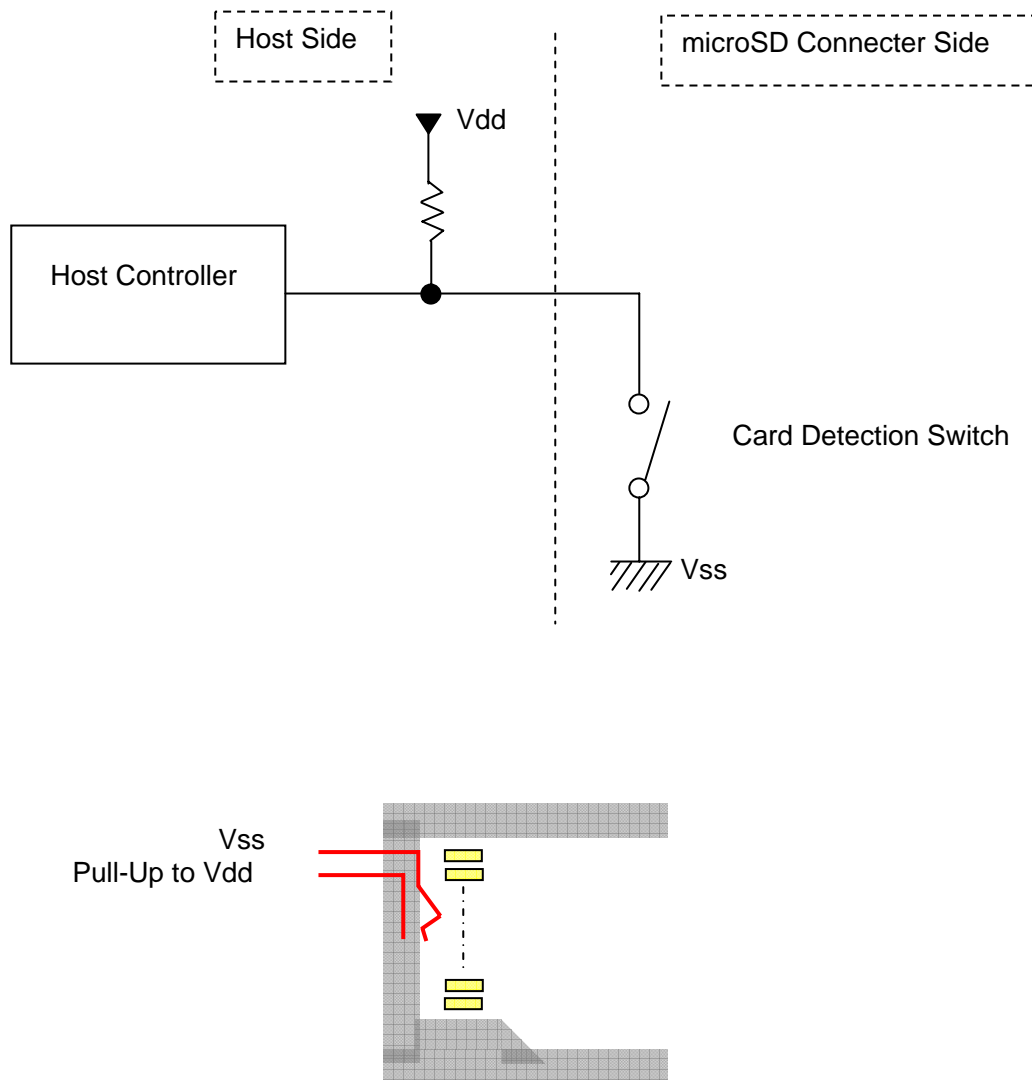 Host Side
microSD Connecter Side
Vdd
Host Controller
Card Detection Switch
Vss
Vss
Pull-Up to Vdd